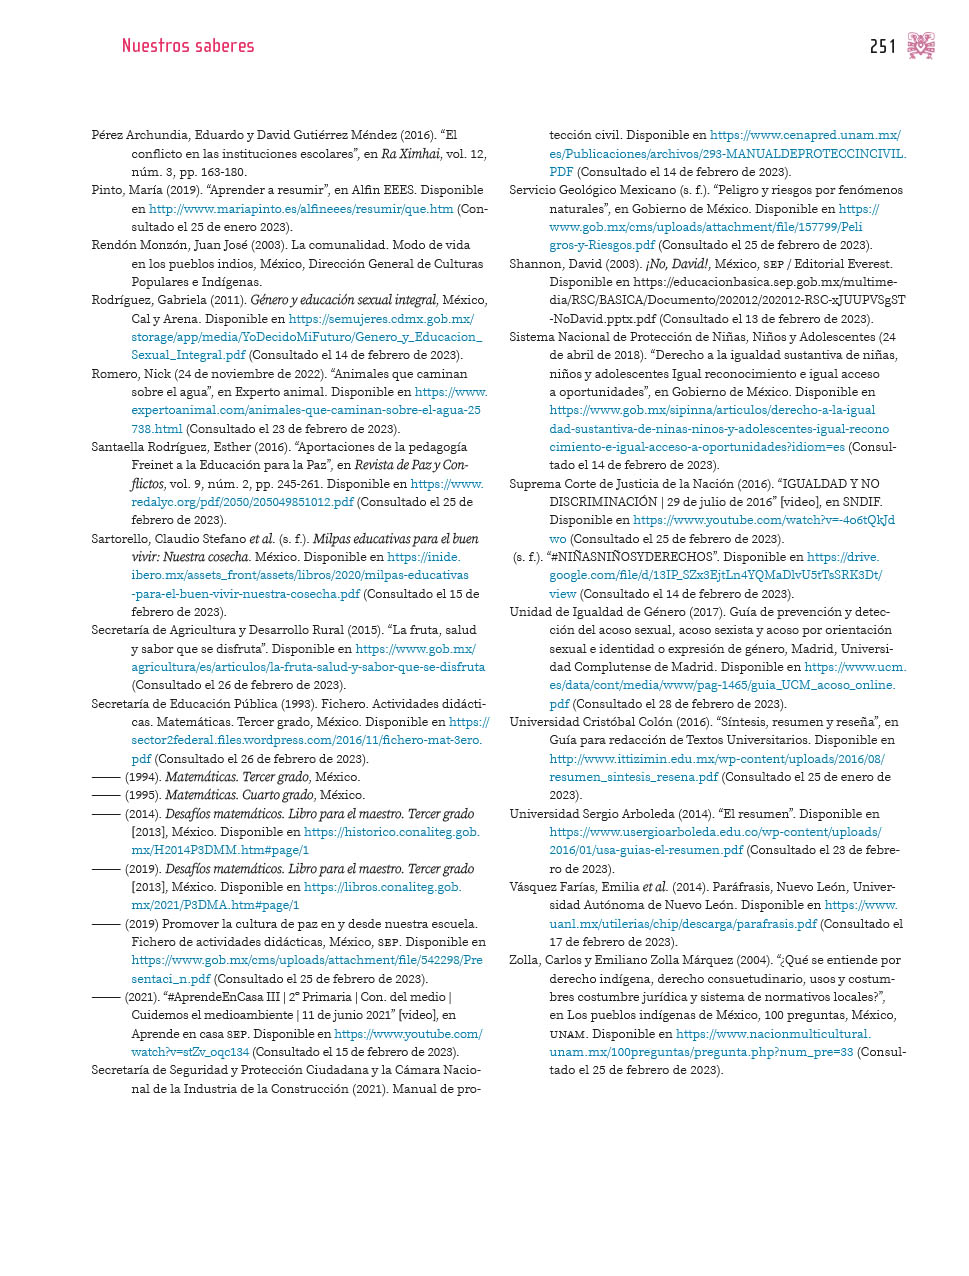 Nuestros saberes
251
Pérez Archundia, Eduardo y David Gutiérrez Méndez (2016). “El
conflicto en las instituciones escolares”, en Ra Ximhai, vol. 12,
núm. 3, pp. 163-180.
Pinto, María (2019). “Aprender a resumir”, en Alfin EEES. Disponible
en http://www.mariapinto.es/alfineees/resumir/que.htm (Con-
sultado el 25 de enero 2023).
Rendón Monzón, Juan José (2003). La comunalidad. Modo de vida
en los pueblos indios, México, Dirección General de Culturas
Populares e Indígenas.
Rodríguez, Gabriela (2011). Género y educación sexual integral, México,
Cal y Arena. Disponible en https://semujeres.cdmx.gob.mx/
storage/app/media/YoDecidoMiFuturo/Genero_y_Educacion_
Sexual_Integral.pdf (Consultado el 14 de febrero de 2023).
Romero, Nick (24 de noviembre de 2022). “Animales que caminan
sobre el agua”, en Experto animal. Disponible en https://www.
expertoanimal.com/animales-que-caminan-sobre-el-agua-25
738.html (Consultado el 23 de febrero de 2023).
Santaella Rodríguez, Esther (2016). “Aportaciones de la pedagogía
Freinet a la Educación para la Paz”, en Revista de Paz y Con-
flictos, vol. 9, núm. 2, pp. 245-261. Disponible en https://www.
redalyc.org/pdf/2050/205049851012.pdf (Consultado el 25 de
febrero de 2023).
Sartorello, Claudio Stefano et al. (s. f.). Milpas educativas para el buen
vivir: Nuestra cosecha. México. Disponible en https://inide.
ibero.mx/assets_front/assets/libros/2020/milpas-educativas
-para-el-buen-vivir-nuestra-cosecha.pdf (Consultado el 15 de
febrero de 2023).
Secretaría de Agricultura y Desarrollo Rural (2015). “La fruta, salud
y sabor que se disfruta”. Disponible en https://www.gob.mx/
agricultura/es/articulos/la-fruta-salud-y-sabor-que-se-disfruta
(Consultado el 26 de febrero de 2023).
Secretaría de Educación Pública (1993). Fichero. Actividades didácti-
cas. Matemáticas. Tercer grado, México. Disponible en https://
sector2federal.files.wordpress.com/2016/11/fichero-mat-3ero.
pdf (Consultado el 26 de febrero de 2023).
—— (1994). Matemáticas. Tercer grado, México.
—— (1995). Matemáticas. Cuarto grado, México.
—— (2014). Desafíos matemáticos. Libro para el maestro. Tercer grado
[2013], México. Disponible en https://historico.conaliteg.gob.
mx/H2014P3DMM.htm#page/1
—— (2019). Desafíos matemáticos. Libro para el maestro. Tercer grado
[2013], México. Disponible en https://libros.conaliteg.gob.
mx/2021/P3DMA.htm#page/1
—— (2019) Promover la cultura de paz en y desde nuestra escuela.
Fichero de actividades didácticas, México, SEP. Disponible en
https://www.gob.mx/cms/uploads/attachment/file/542298/Pre
sentaci_n.pdf (Consultado el 25 de febrero de 2023).
—— (2021). “#AprendeEnCasa III | 2º Primaria | Con. del medio |
Cuidemos el medioambiente | 11 de junio 2021” [video], en
Aprende en casa SEP. Disponible en https://www.youtube.com/
watch?v=stZv_oqc134 (Consultado el 15 de febrero de 2023).
Secretaría de Seguridad y Protección Ciudadana y la Cámara Nacio-
nal de la Industria de la Construcción (2021). Manual de pro-
tección civil. Disponible en https://www.cenapred.unam.mx/
es/Publicaciones/archivos/293-MANUALDEPROTECCINCIVIL.
PDF (Consultado el 14 de febrero de 2023).
Servicio Geológico Mexicano (s. f.). “Peligro y riesgos por fenómenos
naturales”, en Gobierno de México. Disponible en https://
www.gob.mx/cms/uploads/attachment/file/157799/Peli
gros-y-Riesgos.pdf (Consultado el 25 de febrero de 2023).
Shannon, David (2003). ¡No, David!, México, SEP / Editorial Everest.
Disponible en https://educacionbasica.sep.gob.mx/multime-
dia/RSC/BASICA/Documento/202012/202012-RSC-xJUUPVSgST
-NoDavid.pptx.pdf (Consultado el 13 de febrero de 2023).
Sistema Nacional de Protección de Niñas, Niños y Adolescentes (24
de abril de 2018). “Derecho a la igualdad sustantiva de niñas,
niños y adolescentes Igual reconocimiento e igual acceso
a oportunidades”, en Gobierno de México. Disponible en
https://www.gob.mx/sipinna/articulos/derecho-a-la-igual
dad-sustantiva-de-ninas-ninos-y-adolescentes-igual-recono
cimiento-e-igual-acceso-a-oportunidades?idiom=es (Consul-
tado el 14 de febrero de 2023).
Suprema Corte de Justicia de la Nación (2016). “IGUALDAD Y NO
DISCRIMINACIÓN | 29 de julio de 2016” [video], en SNDIF.
Disponible en https://www.youtube.com/watch?v=-4o6tQkJd
wo (Consultado el 25 de febrero de 2023).
(s. f.). “#NIÑASNIÑOSYDERECHOS”. Disponible en https://drive.
google.com/file/d/13IP_SZx3EjtLn4YQMaDlvU5tTsSRK3Dt/
view (Consultado el 14 de febrero de 2023).
Unidad de Igualdad de Género (2017). Guía de prevención y detec-
ción del acoso sexual, acoso sexista y acoso por orientación
sexual e identidad o expresión de género, Madrid, Universi-
dad Complutense de Madrid. Disponible en https://www.ucm.
es/data/cont/media/www/pag-1465/guia_UCM_acoso_online.
pdf (Consultado el 28 de febrero de 2023).
Universidad Cristóbal Colón (2016). “Síntesis, resumen y reseña”, en
Guía para redacción de Textos Universitarios. Disponible en
http://www.ittizimin.edu.mx/wp-content/uploads/2016/08/
resumen_sintesis_resena.pdf (Consultado el 25 de enero de
2023).
Universidad Sergio Arboleda (2014). “El resumen”. Disponible en
https://www.usergioarboleda.edu.co/wp-content/uploads/
2016/01/usa-guias-el-resumen.pdf (Consultado el 23 de febre-
ro de 2023).
Vásquez Farías, Emilia et al. (2014). Paráfrasis, Nuevo León, Univer-
sidad Autónoma de Nuevo León. Disponible en https://www.
uanl.mx/utilerias/chip/descarga/parafrasis.pdf (Consultado el
17 de febrero de 2023).
Zolla, Carlos y Emiliano Zolla Márquez (2004). “¿Qué se entiende por
derecho indígena, derecho consuetudinario, usos y costum-
bres costumbre jurídica y sistema de normativos locales?”,
en Los pueblos indígenas de México, 100 preguntas, México,
UNAM. Disponible en https://www.nacionmulticultural.
unam.mx/100preguntas/pregunta.php?num_pre=33 (Consul-
tado el 25 de febrero de 2023).